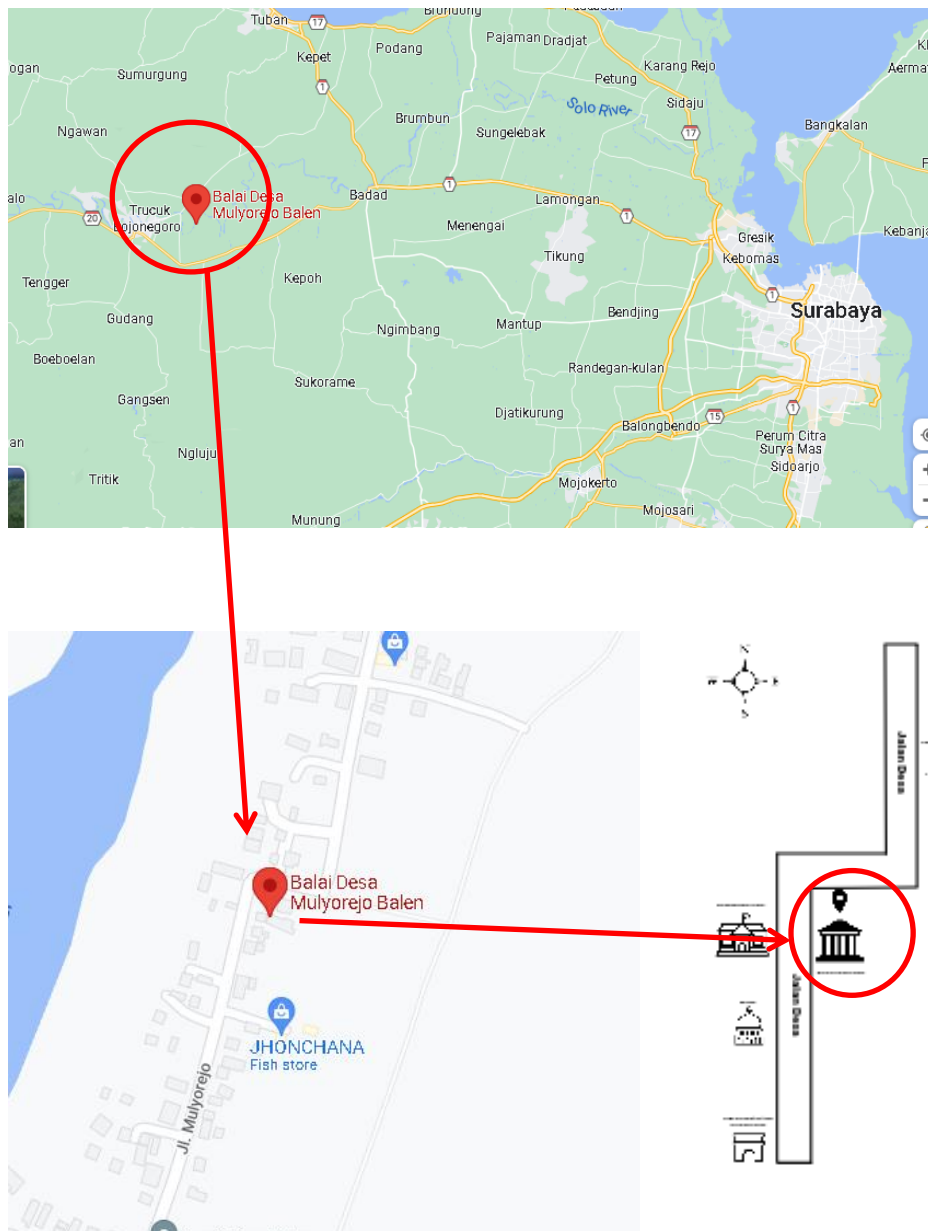 Tuban
17
Kepet
Podang
Pajaman
Dradjat
Karang Rejo
Petung
Sumurgung
1
Solo River
Sidaju
Brumbun
Sungelebak
17
Bangkalan
Ngawan
Balai Desa
Mulyorejo Balen
Badad
1
Lamongan
1
Trucuk
Bojonegoro
20
Menengai
Gresik
Kebomas
Tikung
Tengger
Kepoh
1
Surabaya
Gudang
Ngimbang
Mantup
Bendjing
Boeboelan
Randegan-kulan
Sukorame
Gangsen
Djatikurung
15
1
Balongbendo
Perum Citra
Surya Mas
Sidoarjo
Ngluju
Tritik
Mojokerto
Munung
Mojosari
Balai Desa
Mulyorejo Balen
JHONCHANA
Fish store
Jl. Mulyorejo
Jalan Desa
Jalan Desa